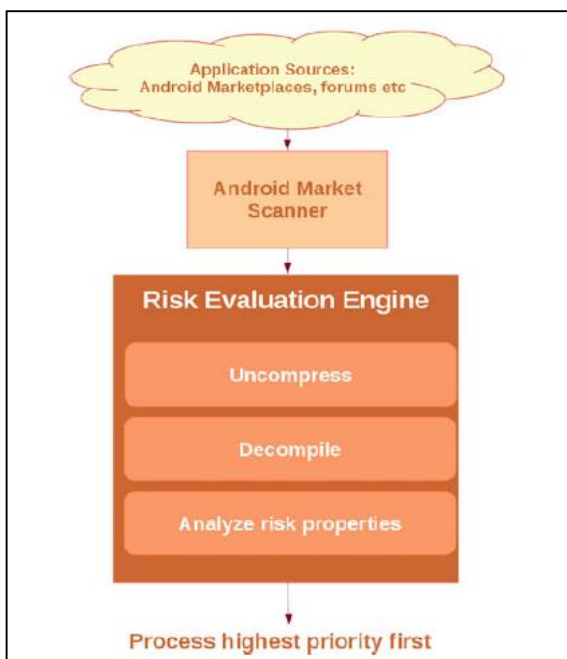 Application Sources:
Android Marketplaces, forums etc
Android Market
Scanner
Risk Evaluation Engine
Uncompress
Decompile
Analyze risk properties
Process highest priority first